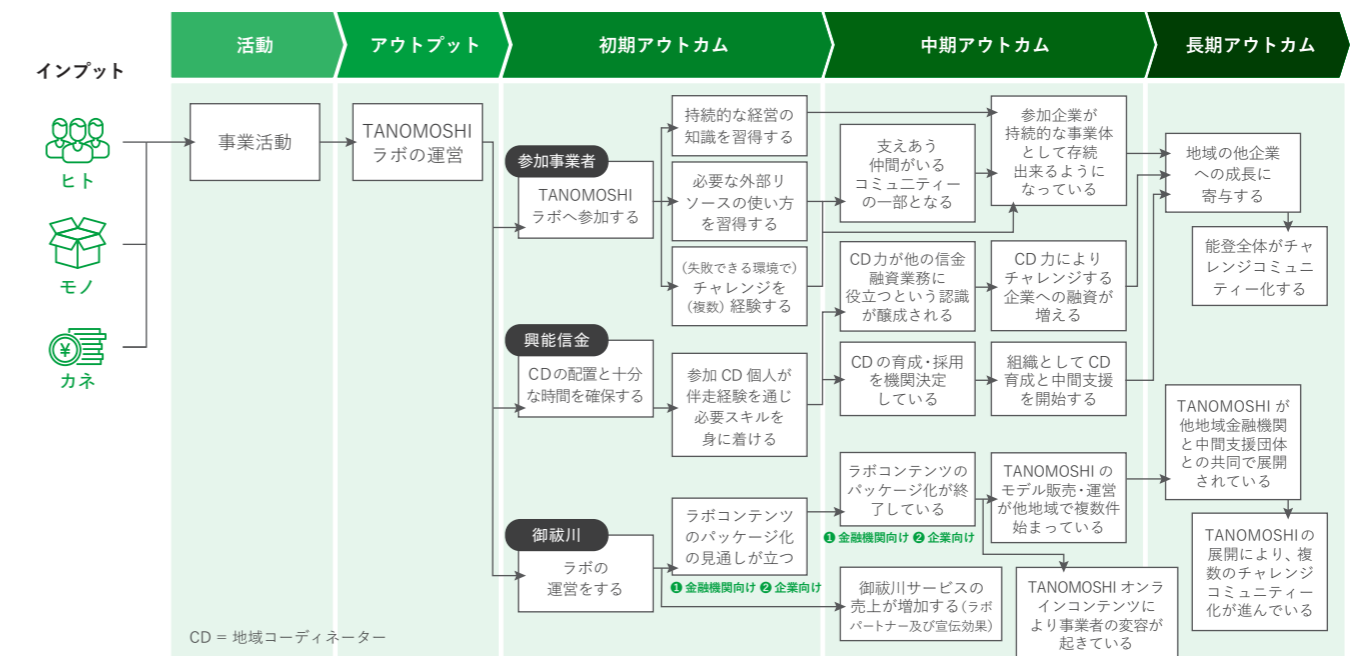 インプット
ヒト
モノ
カネ
活動
アウトプット
初期アウトカム
中期アウトカム
長期アウトカム
事業活動
TANOMOSHI
ラボの運営
参加事業者
TANOMOSHI
ラボへ参加する
持続的な経営の
知識を習得する
必要な外部リ
ソースの使い方
を習得する
(失敗できる環境で)
チャレンジを
(複数) 経験する
支えあう
仲間がいる
コミュニティー
の一部となる
参加企業が
持続的な事業体
として存続
出来るように
なっている
地域の他企業
への成長に
寄与する
能登全体がチャ
レンジコミュニ
ティー化する
興能信金
CDの配置と十分
な時間を確保する
参加 CD 個人が
伴走経験を通じ
必要スキルを
身に着ける
CD力が他の信金
融資業務に
役立つという認識
が醸成される
CD 力により
チャレンジする
企業への融資が
増える
CD の育成・採用
を機関決定
している
組織として CD
育成と中間支援
を開始する
御祓川
ラボの
運営をする
ラボコンテンツ
のパッケージ化
の見通しが立つ
❶ 金融機関向け ❷ 企業向け
ラボコンテンツの
パッケージ化が終
了している
❶ 金融機関向け ❷ 企業向け
TANOMOSHI の
モデル販売・運営
が他地域で複数件
始まっている
御祓川サービスの
売上が増加する(ラボ
パートナー及び宣伝効果)
TANOMOSHI オンラ
インコンテンツに
より事業者の変容が
起きている
TANOMOSHI が
他地域金融機関
と中間支援団体
との共同で展開
されている
TANOMOSHIの
展開により、複
数のチャレンジ
コミュニティー
化が進んでいる
CD = 地域コーディネーター